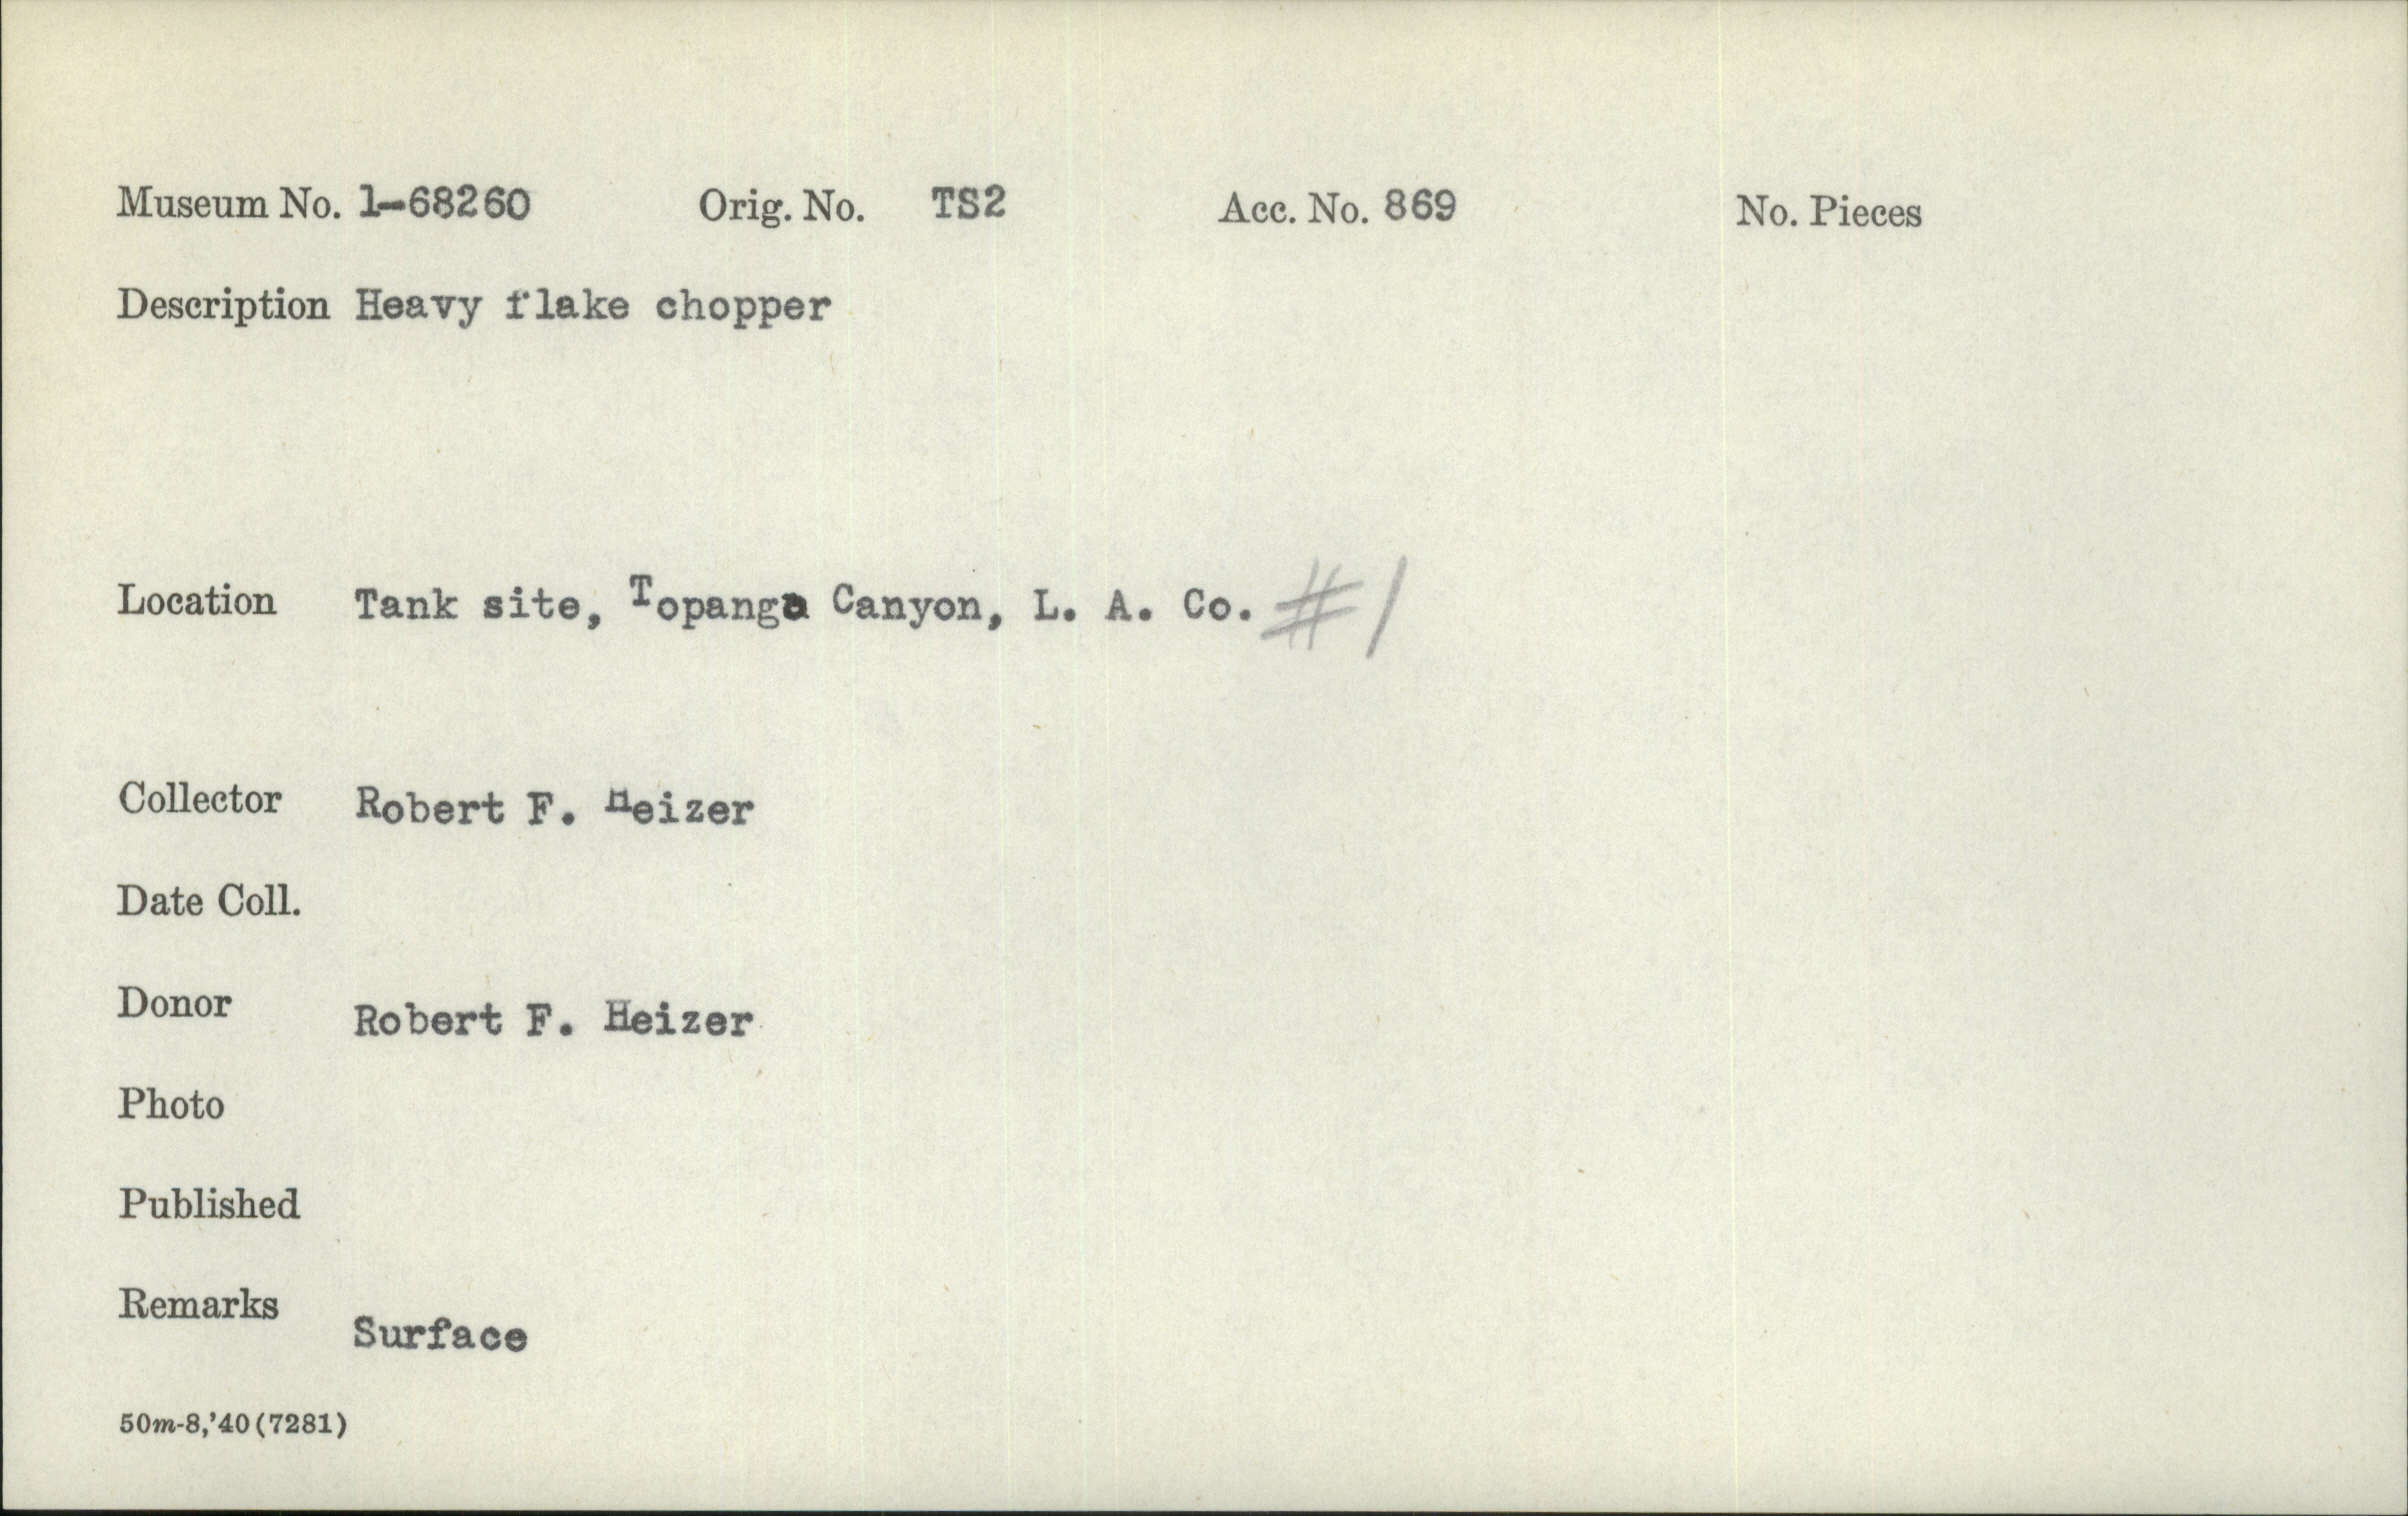 Museum No. 1-68260 Orig. No. TS2 Acc. No. 869 No. Pieces
Description Heavy flake chopper
Location Tank site, Topanga Canyon, L. A. Co. #1
Collector Robert F. Heizer
Date Coll.
Donor Robert F. Heizer
Photo
Published
Remarks Surface
50m-8,'40(7281)